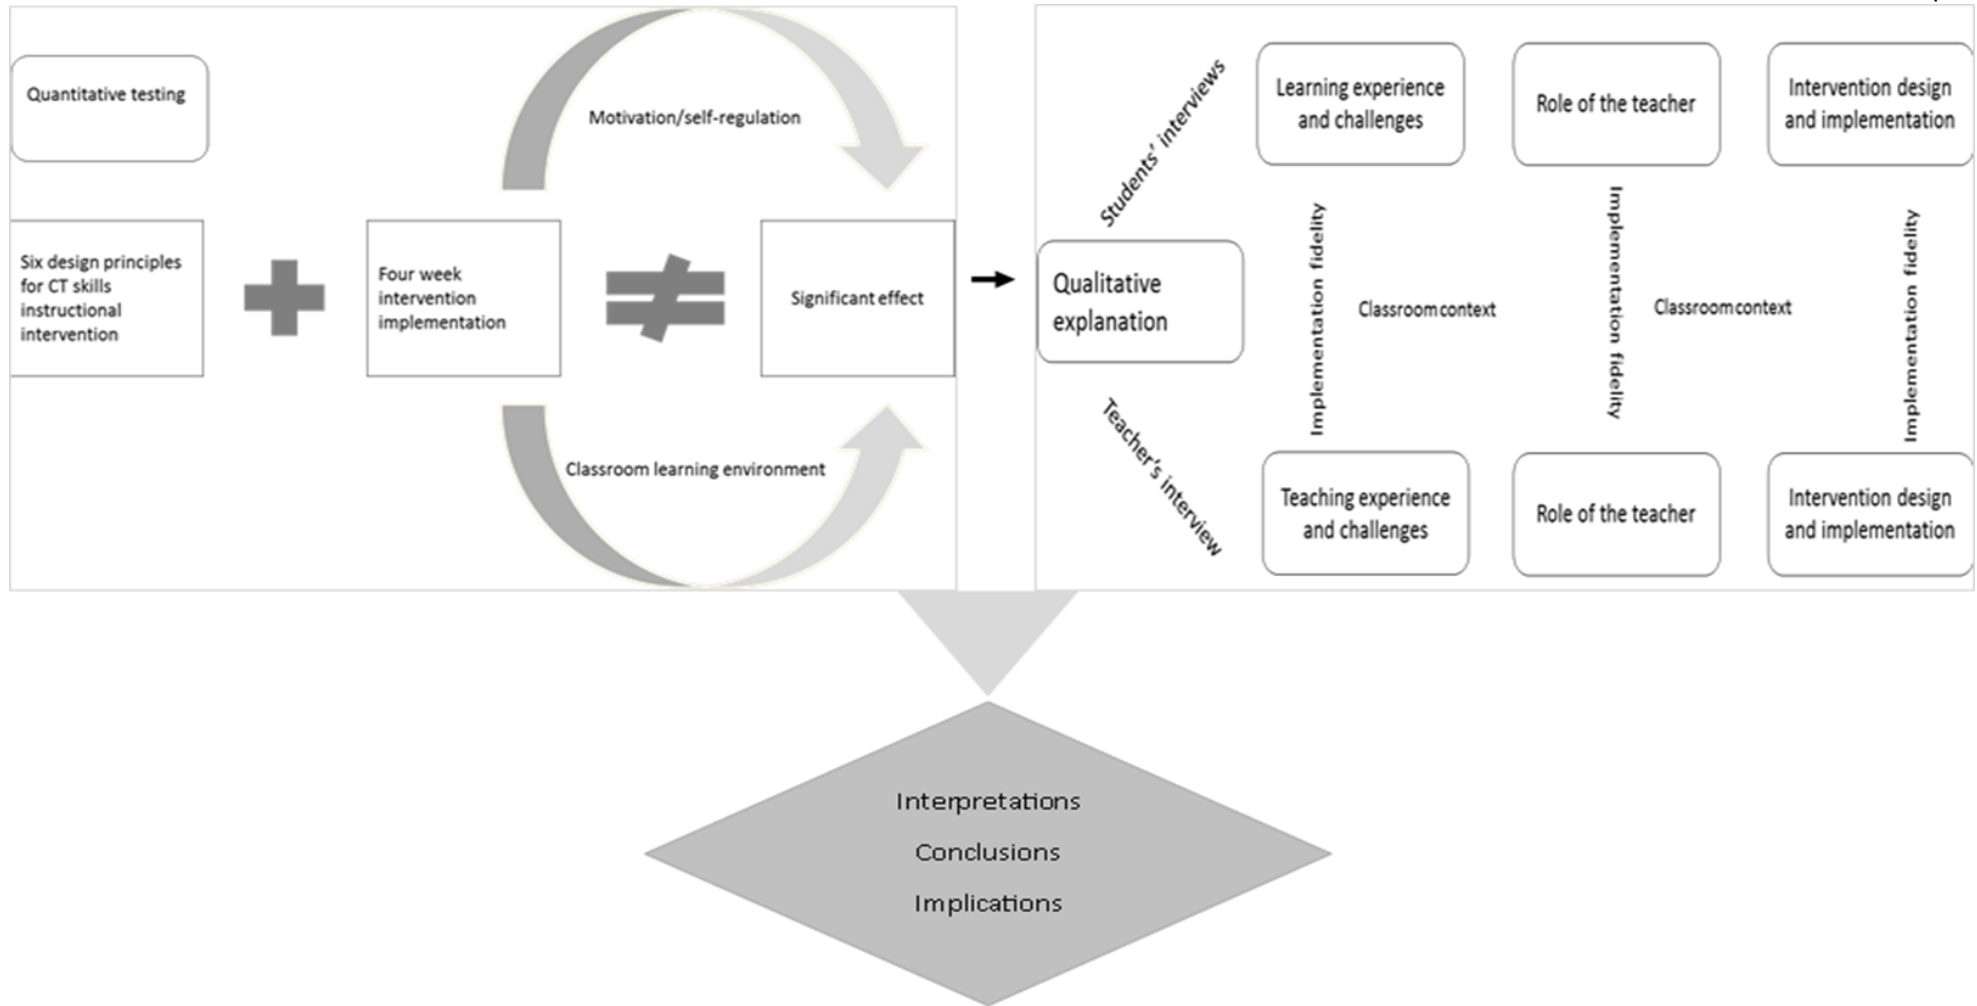 Quantitative testing
Motivation/self-regulation
Six design principles
for CT skills
instructional
intervention
Four week
intervention
implementation
Significant effect
Classroom learning environment
Students' interviews
Learning experience
and challenges
Role of the teacher
Intervention design
and implementation
Qualitative
explanation
Implementation fidelity
Classroom context
Implementation fidelity
Classroom context
Implementation fidelity
Teacher's interview
Teaching experience
and challenges
Role of the teacher
Intervention design
and implementation
Interpretations
Conclusions
Implications